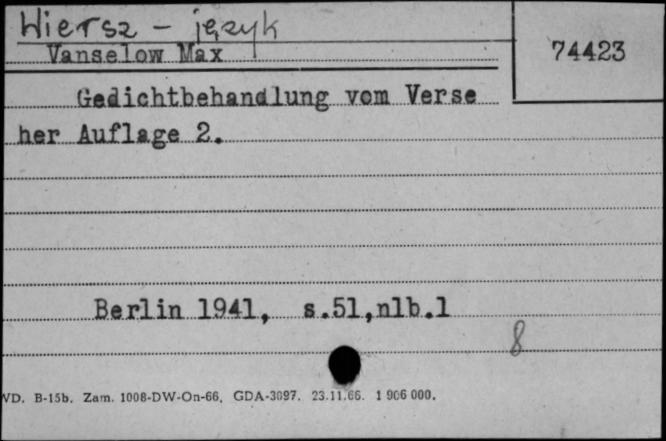 Wiersz - język
Vanselow Max
74423
Gedichtbehandlung vom Verse
her Auflage 2.
Berlin 1941, s.51,nlb.1
8
WD. B-15b. Zam. 1008-DW-On-66, GDA-3097. 23.11.66. 1 906 000.